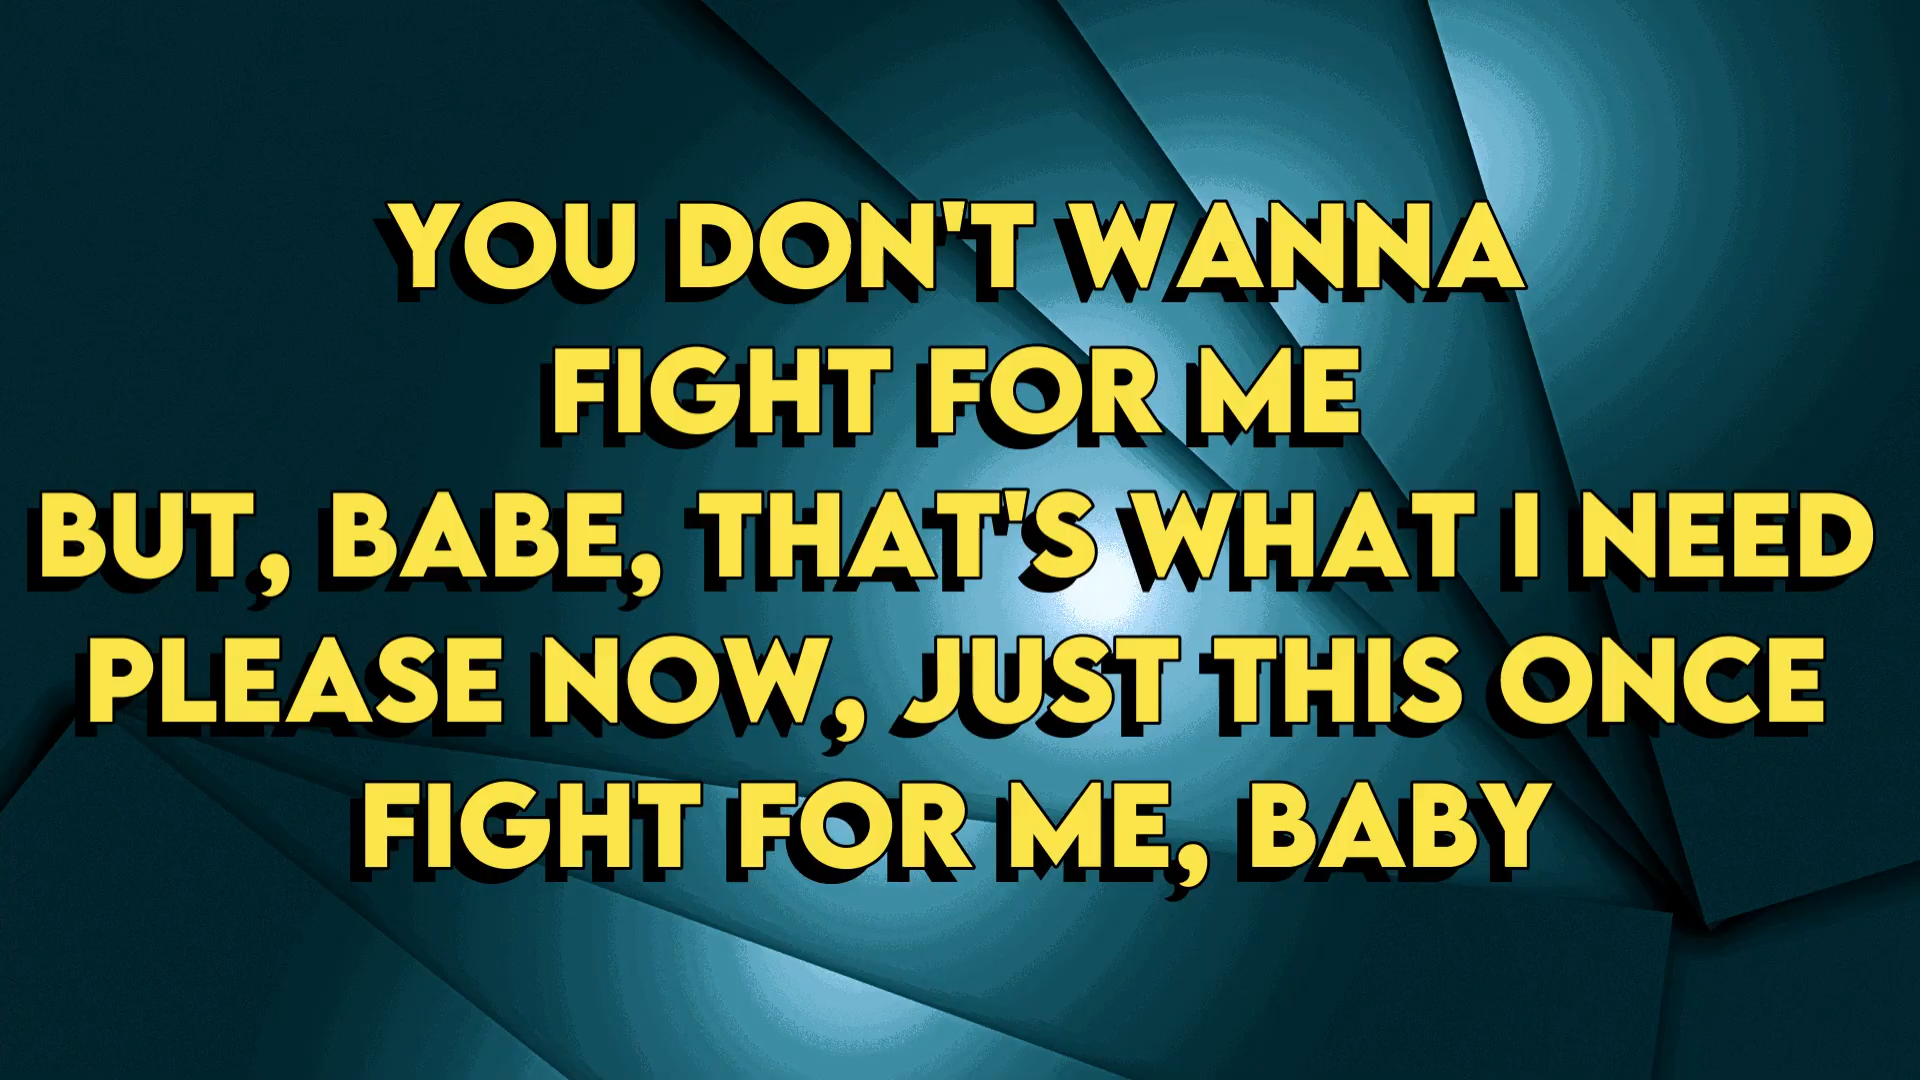 YOU DON'T WANNA
FIGHT FOR ME
BUT, BABE, THAT'S WHAT I NEED
PLEASE NOW, JUST THIS ONCE
FIGHT FOR ME, BABY